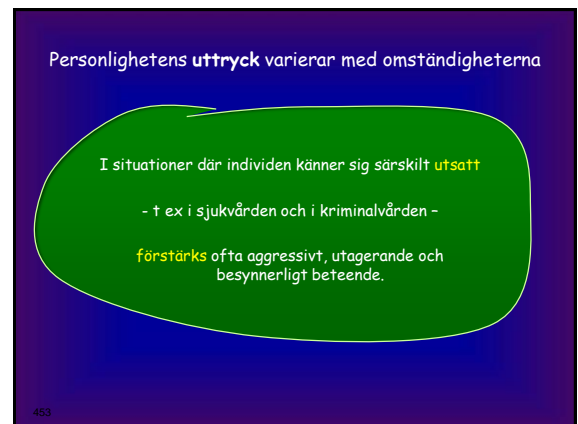 Personlighetens uttryck varierar med omständigheterna
I situationer där individen känner sig särskilt utsatt
- t ex i sjukvården och i kriminalvården –
förstärks ofta aggressivt, utagerande och
besynnerligt beteende.
453